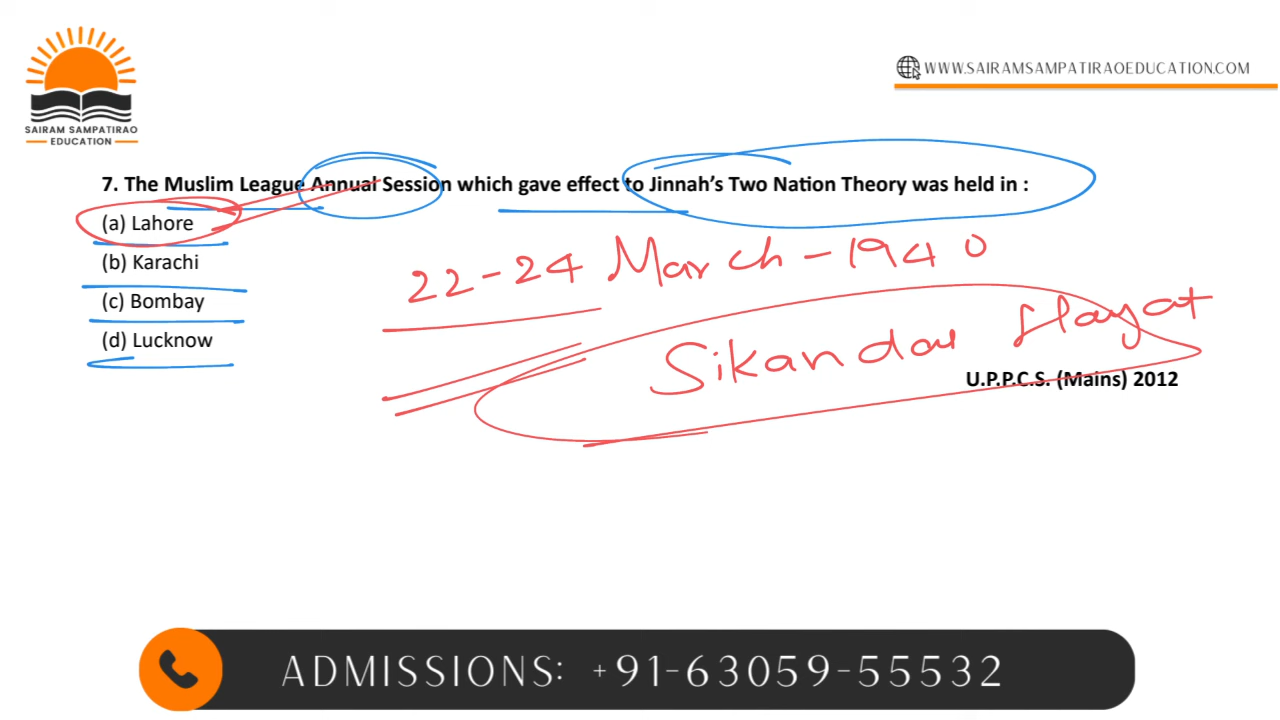 SAIRAM SAMPATIRAO
EDUCATION
WWW.SAIRAMSAMPATIRAOEDUCATION.COM
7. The Muslim League Annual Session which gave effect to Jinnah's Two Nation Theory was held in :
(a) Lahore
(b) Karachi
(c) Bombay
(d) Lucknow
22-24 March - 1940
Sikandar Hayat
U.P.P.C.S. (Mains) 2012
ADMISSIONS: +91-63059-55532